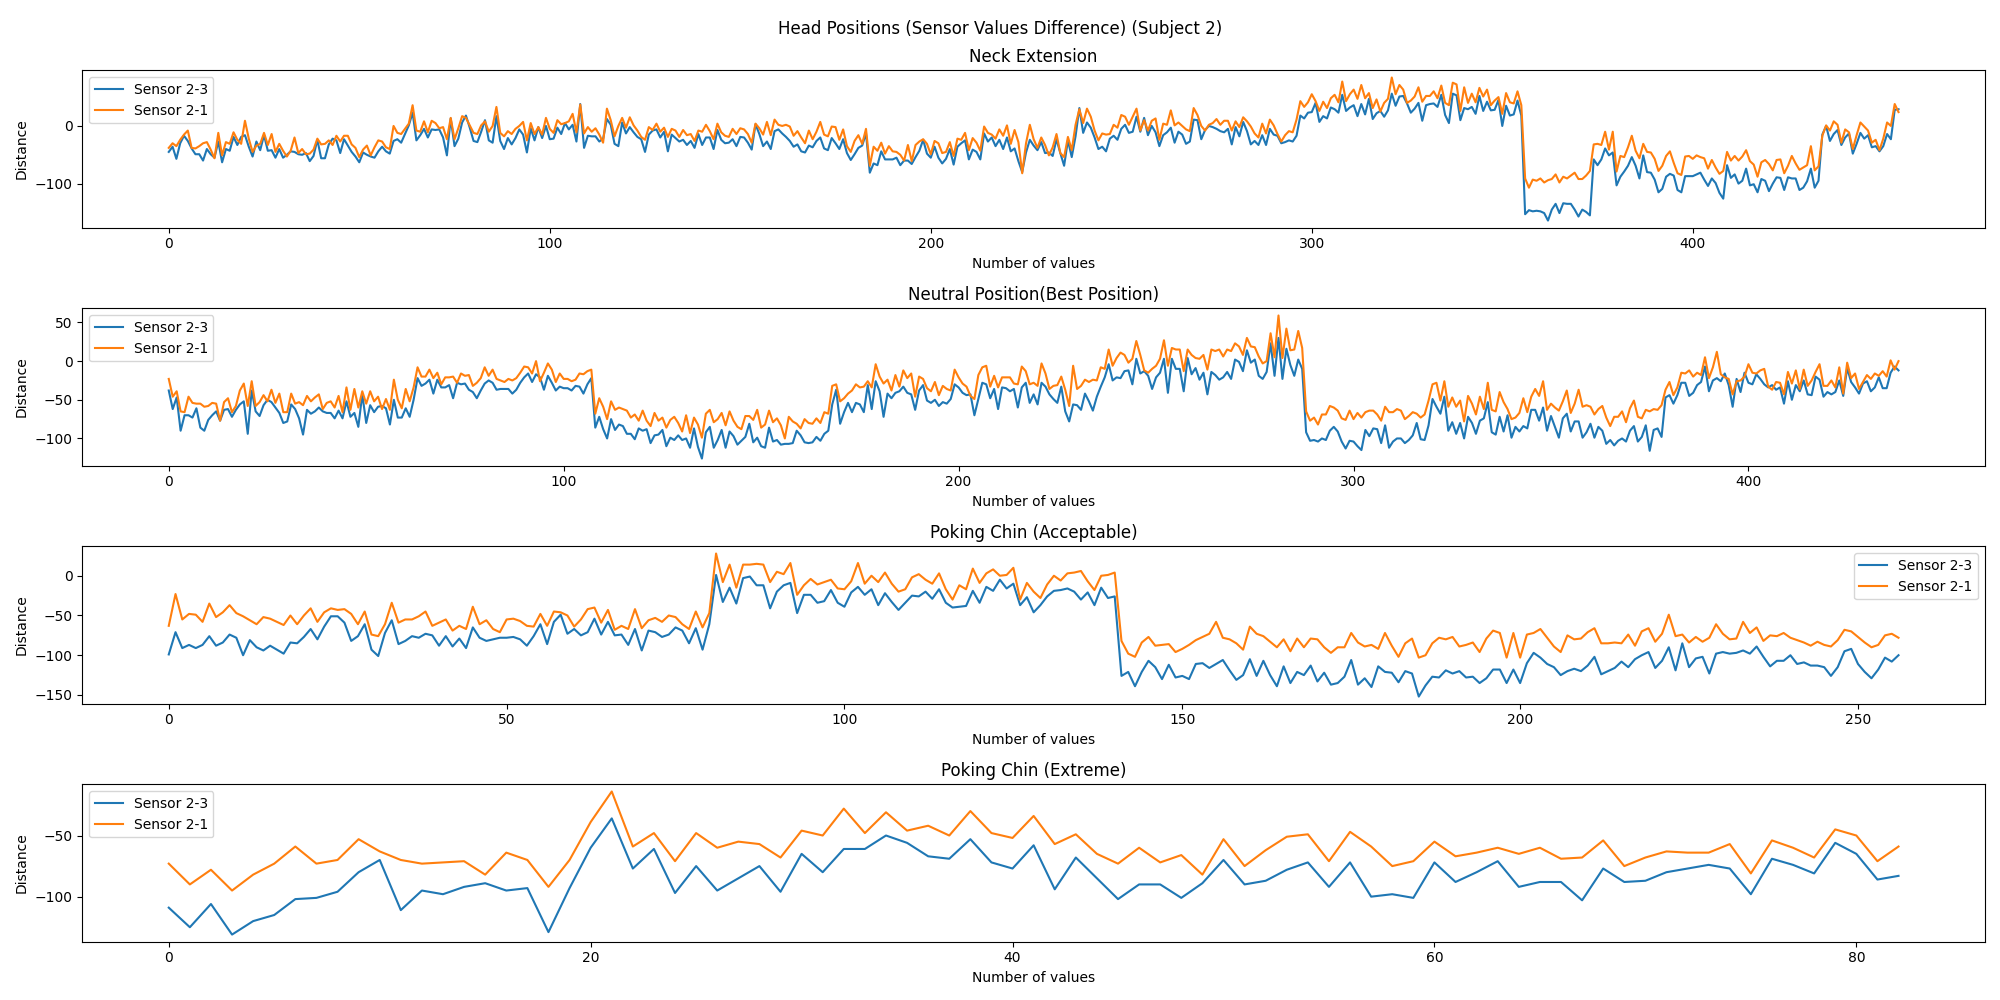 Head Positions (Sensor Values Difference) (Subject 2)
Neck Extension
Sensor 2-3
Sensor 2-1
Distance
0
−100
0 100 200 300 400
Number of values
Neutral Position(Best Position)
Sensor 2-3
Sensor 2-1
Distance
50
0
−50
−100
0 100 200 300 400
Number of values
Poking Chin (Acceptable)
Sensor 2-3
Sensor 2-1
Distance
0
−50
−100
−150
0 50 100 150 200 250
Number of values
Poking Chin (Extreme)
Sensor 2-3
Sensor 2-1
Distance
−50
−100
0 20 40 60 80
Number of values